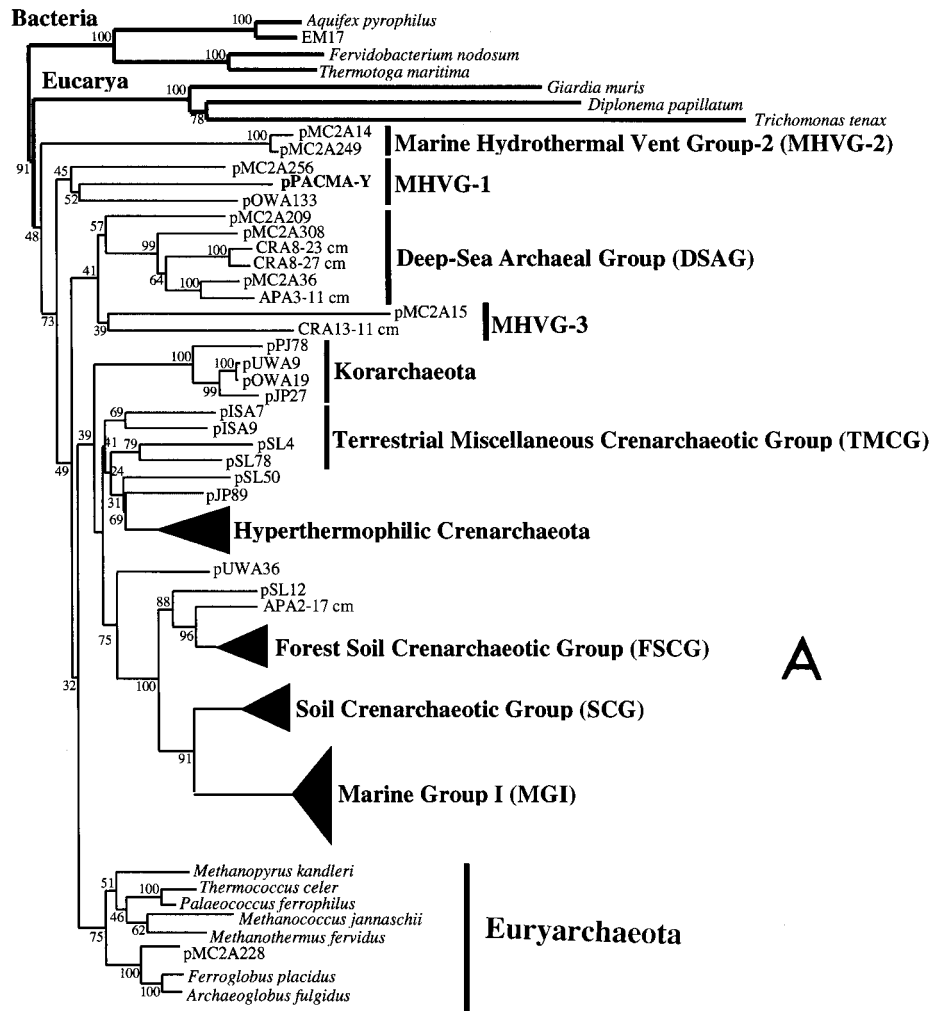 Bacteria
100
Aquifex pyrophilus
EM17
100
100
Fervidobacterium nodosum
Thermotoga maritima
Eucarya
100
Giardia muris
Diplonema papillatum
78
Trichomonas tenax
91
100
pMC2A14
pMC2A249
Marine Hydrothermal Vent Group-2 (MHVG-2)
45
pMC2A256
pPACMA-Y
MHVG-1
52
pOWA133
48
57
pMC2A209
pMC2A308
99
100
CRA8-23 cm
CRA8-27 cm
Deep-Sea Archaeal Group (DSAG)
41
64
100
pMC2A36
APA3-11 cm
73
pMC2A15
39
CRA13-11 cm
MHVG-3
100
pPJ78
100
pUWA9
pOWA19
Korarchaeota
99
pJP27
69
pISA7
pISA9
39
41
79
pSL4
Terrestrial Miscellaneous Crenarchaeotic Group (TMCG)
pSL78
49
24
pSL50
31
pJP89
69
Hyperthermophilic Crenarchaeota
pUWA36
pSL12
88
APA2-17 cm
75
96
Forest Soil Crenarchaeotic Group (FSCG)
A
32
100
Soil Crenarchaeotic Group (SCG)
91
Marine Group I (MGI)
Methanopyrus kandleri
51
100
Thermococcus celer
Palaeococcus ferrophilus
46
Methanococcus jannaschii
62
Methanothermus fervidus
75
Euryarchaeota
pMC2A228
100
Ferroglobus placidus
100
Archaeoglobus fulgidus